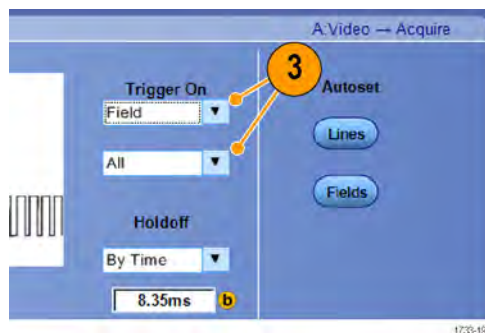 A:Video → Acquire
3
Trigger On
Field
All
Holdoff
By Time
8.35ms b
Autoset
Lines
Fields